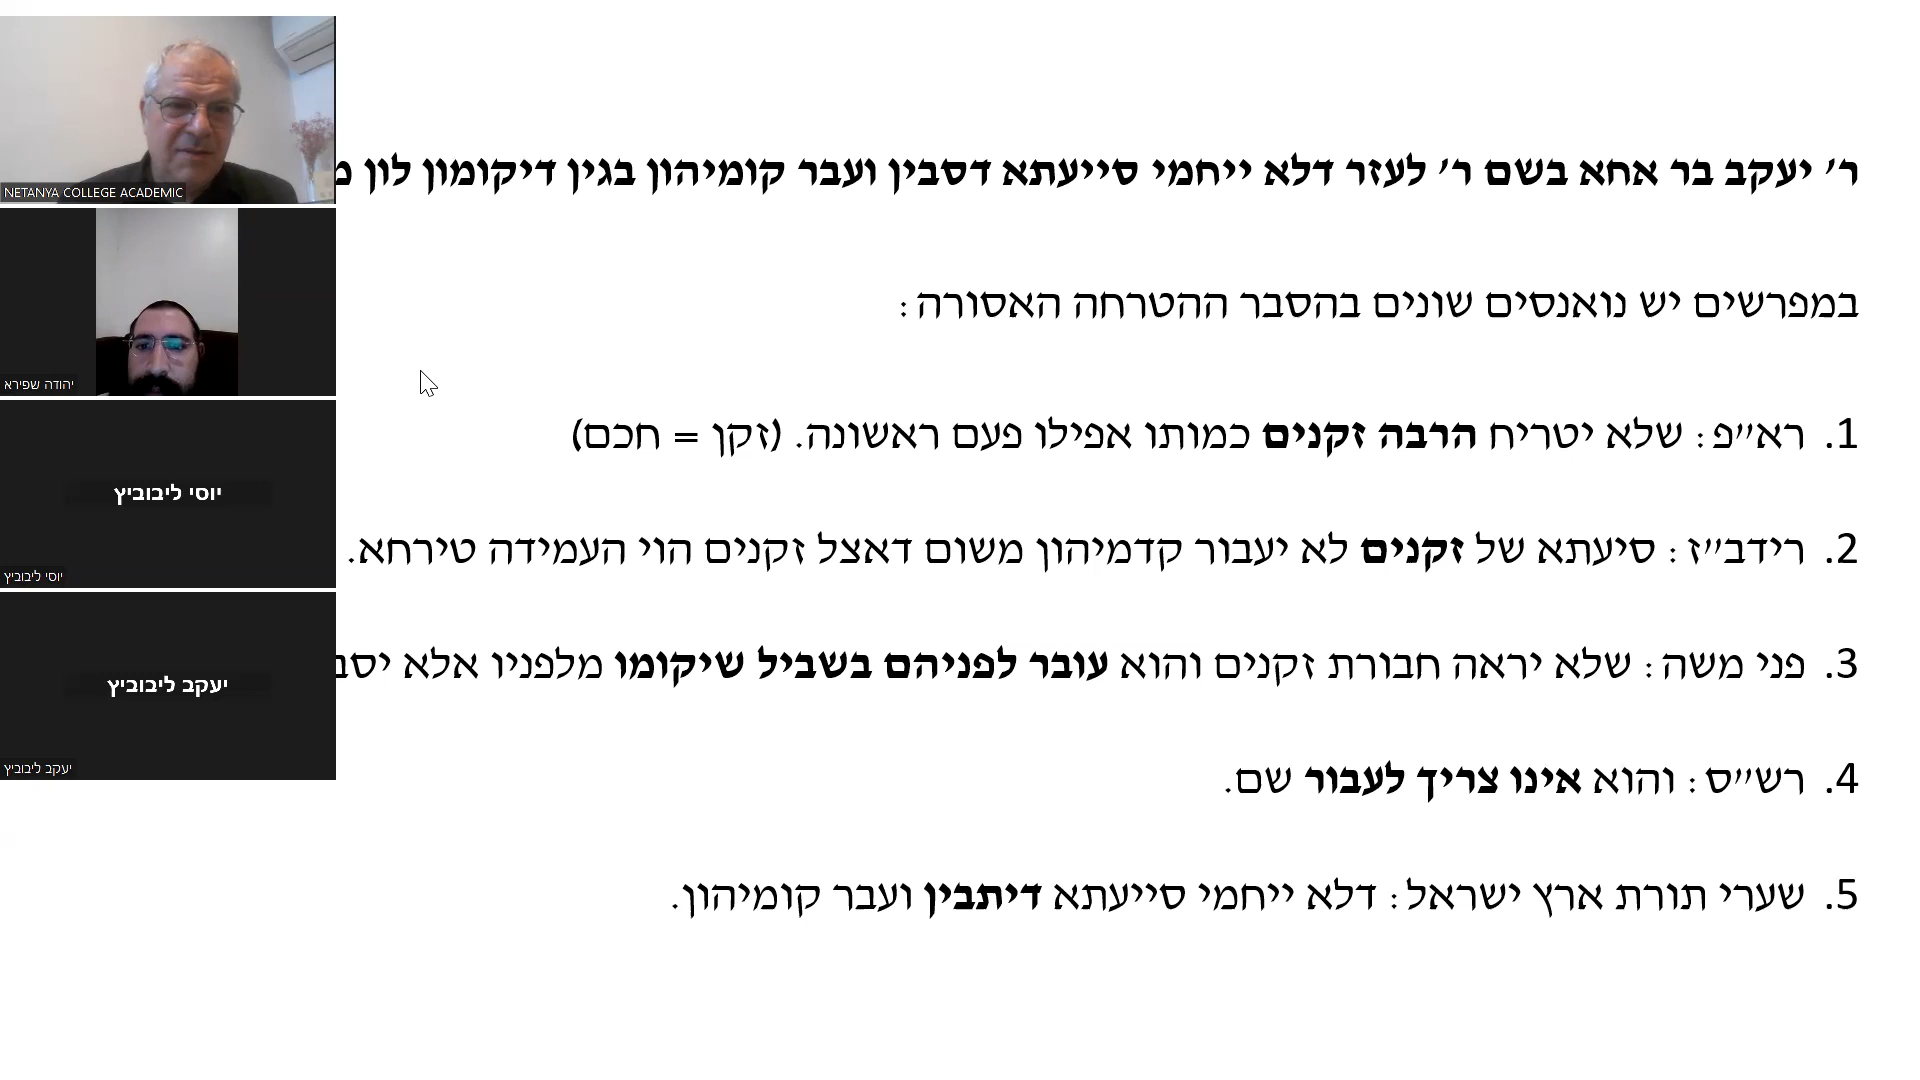 ר׳ יעקב בר אחא בשם ר׳ לעזר דלא ייחמי סייעתא דסבין ועבר קומיהון בגין דיקומון לון
במפרשים יש נואנסים שונים בהסבר ההטרחה האסורה:
1. רא״פ: שלא יטריח הרבה זקנים כמותו אפילו פעם ראשונה. (זקן = חכם)
2. רידב״ז: סיעתא של זקנים לא יעבור קדמיהון משום דאצל זקנים הוי העמידה טירחא.
3. פני משה: שלא יראה חבורת זקנים והוא עובר לפניהם בשביל שיקומו מלפניו אלא
4. רש״ס: והוא אינו צריך לעבור שם.
5. שערי תורת ארץ ישראל: דלא ייחמי סייעתא דיתבין ועבר קומיהון.
NETANYA COLLEGE ACADEMIC
יהודה שפירא
יוסי ליבוביץ
יוסי ליבוביץ
יעקב ליבוביץ
יעקב ליבוביץ